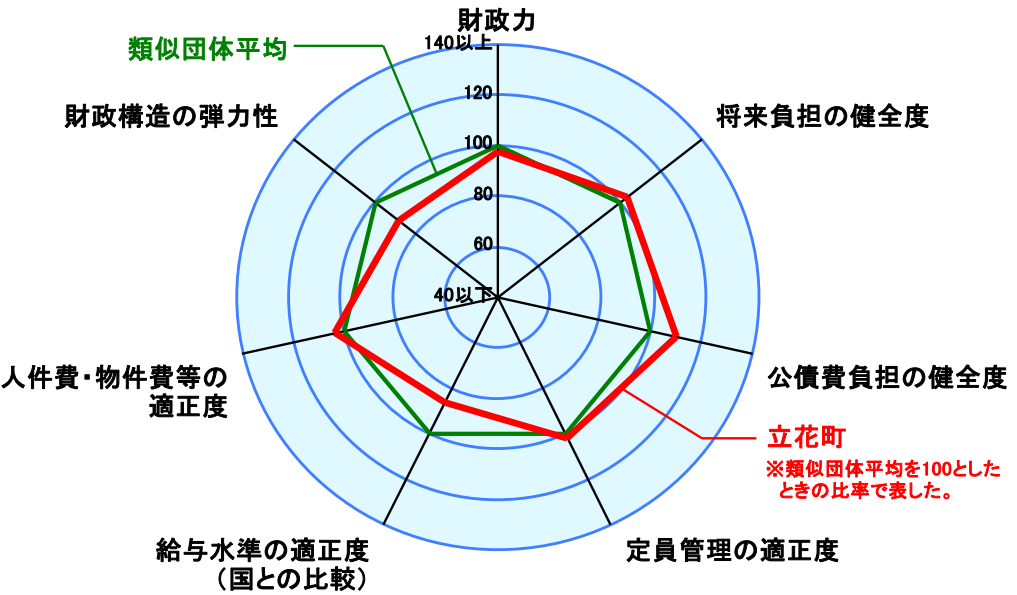 財政力
140以上
類似団体平均
120
財政構造の弾力性
将来負担の健全度
100
80
60
40以下
人件費・物件費等の
適正度
公債費負担の健全度
立花町
※類似団体平均を100とした
ときの比率で表した。
給与水準の適正度
（国との比較）
定員管理の適正度